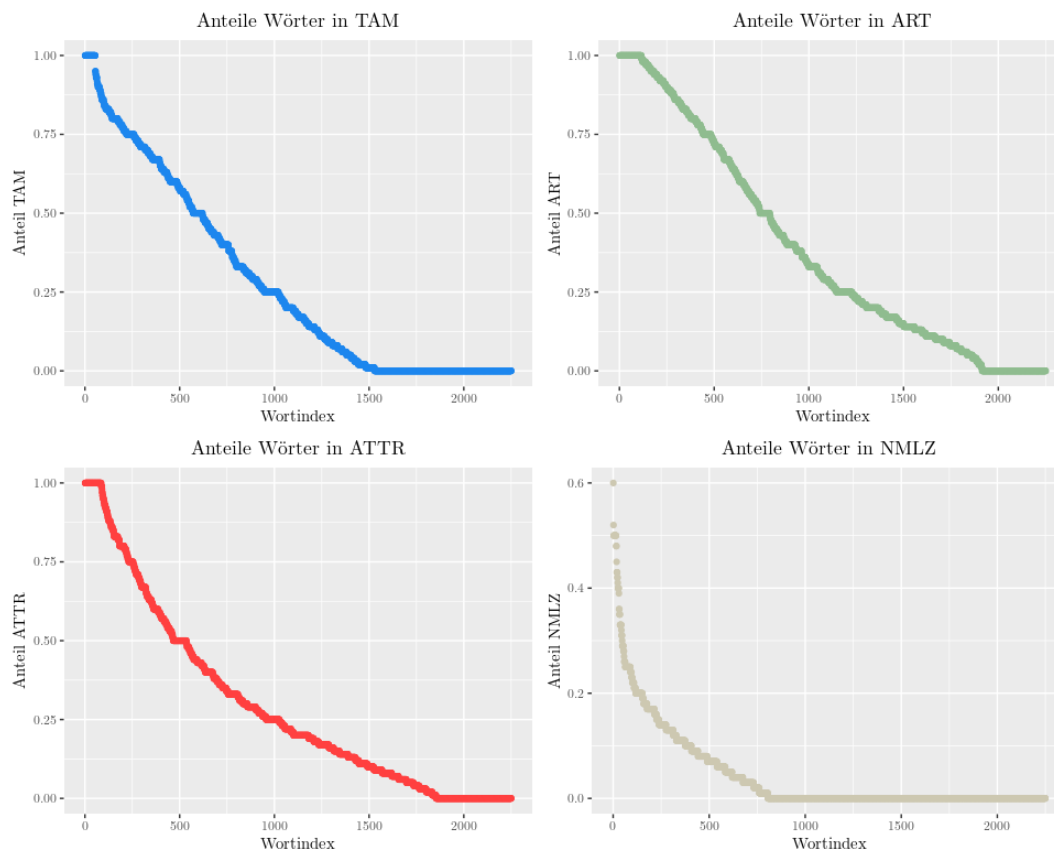 Anteile Wörter in TAM
1.00
0.75
0.50
0.25
0.00
Anteil TAM
0 500 1000 1500 2000
Wortindex
Anteile Wörter in ART
1.00
0.75
0.50
0.25
0.00
Anteil ART
0 500 1000 1500 2000
Wortindex
Anteile Wörter in ATTR
1.00
0.75
0.50
0.25
0.00
Anteil ATTR
0 500 1000 1500 2000
Wortindex
Anteile Wörter in NMLZ
0.6
0.4
0.2
0.0
Anteil NMLZ
0 500 1000 1500 2000
Wortindex